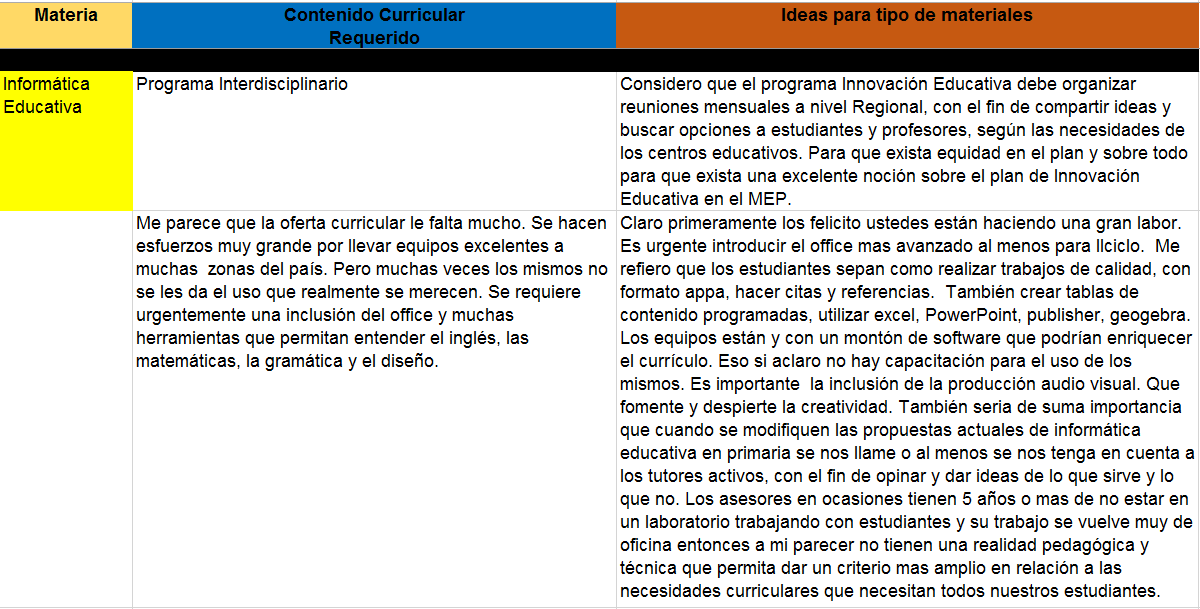 Materia
Contenido Curricular
Requerido
Ideas para tipo de materiales
Informática
Educativa
Programa Interdisciplinario
Considero que el programa Innovación Educativa debe organizar
reuniones mensuales a nivel Regional, con el fin de compartir ideas y
buscar opciones a estudiantes y profesores, según las necesidades de
los centros educativos. Para que exista equidad en el plan y sobre todo
para que exista una excelente noción sobre el plan de Innovación
Educativa en el MEP.
Me parece que la oferta curricular le falta mucho. Se hacen
esfuerzos muy grande por llevar equipos excelentes a
muchas  zonas del país. Pero muchas veces los mismos no
se les da el uso que realmente se merecen. Se requiere
urgentemente una inclusión del office y muchas
herramientas que permitan entender el inglés, las
matemáticas, la gramática y el diseño.
Claro primeramente los felicito ustedes están haciendo una gran labor.
Es urgente introducir el office mas avanzado al menos para llciclo.  Me
refiero que los estudiantes sepan como realizar trabajos de calidad, con
formato appa, hacer citas y referencias.  También crear tablas de
contenido programadas, utilizar excel, PowerPoint, publisher, geogebra.
Los equipos están y con un montón de software que podrían enriquecer
el currículo. Eso si aclaro no hay capacitación para el uso de los
mismos. Es importante  la inclusión de la producción audio visual. Que
fomente y despierte la creatividad. También seria de suma importancia
que cuando se modifiquen las propuestas actuales de informática
educativa en primaria se nos llame o al menos se nos tenga en cuenta a
los tutores activos, con el fin de opinar y dar ideas de lo que sirve y lo
que no. Los asesores en ocasiones tienen 5 años o mas de no estar en
un laboratorio trabajando con estudiantes y su trabajo se vuelve muy de
oficina entonces a mi parecer no tienen una realidad pedagógica y
técnica que permita dar un criterio mas amplio en relación a las
necesidades curriculares que necesitan todos nuestros estudiantes.